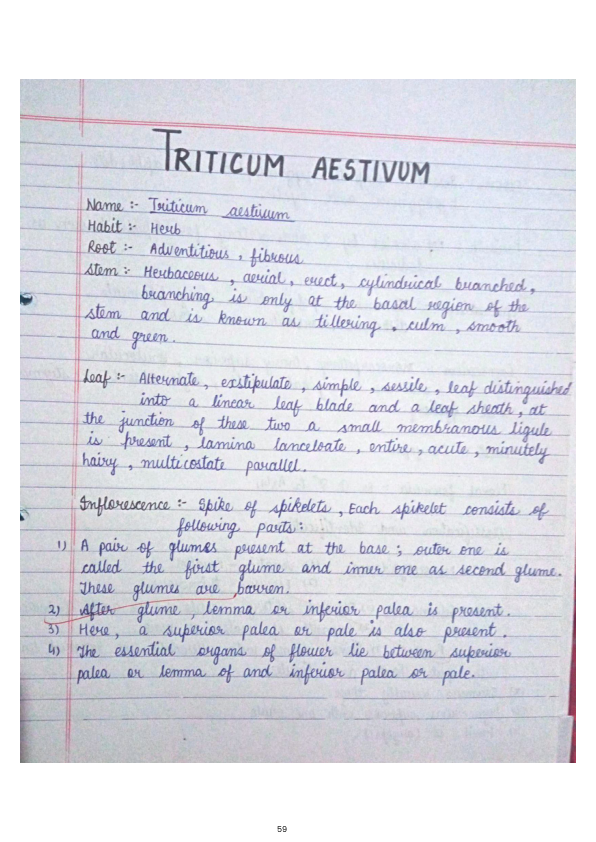 TRITICUM AESTIVUM
Name :- Triticum aestivum
Habit :- Herb
Root :- Adventitious , fibrous
Stem :- Herbaceous , aerial , erect , cylindrical branched ,
branching is only at the basal region of the
stem and is known as tillering , culm , smooth
and green .
Leaf :- Alternate , exstipulate , simple , sessile , leaf distinguished
into a linear leaf blade and a leaf sheath , at
the junction of these two a small membranous ligule
is present , lamina lanceloate , entire , acute , minutely
hairy , multicostate parallel .
Inflorescence :- Spike of spikelets , Each spikelet consists of
following parts :
1) A pair of glumes present at the base ; outer one is
called the first glume and inner one as second glume .
These glumes are barren .
2) After glume , lemma or inferior palea is present .
3) Here , a superior palea or pale is also present .
4) The essential organs of flower lie between superior
palea or lemma of and inferior palea or pale .
59